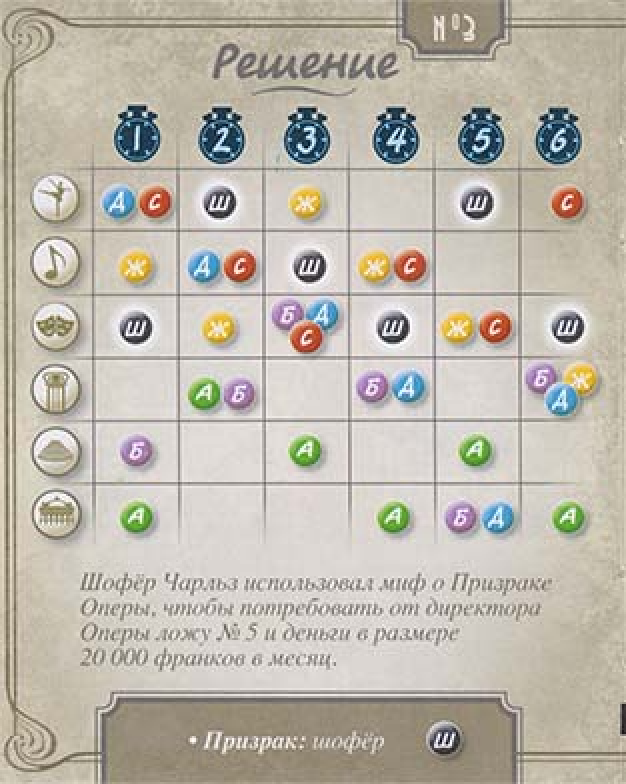 №3
Решение
1 2 3 4 5 6
Д С Ш Ж Ш С
Ж Д С Ш Ж С
Ш Ж Б Д С Ш Ж С Ш
А Б Б Д Б Ж Д
Б А А
А А Б Д А
Шофёр Чарльз использовал миф о Призраке
Оперы, чтобы потребовать от директора
Оперы ложу № 5 и деньги в размере
20 000 франков в месяц.
• Призрак: шофёр Ш